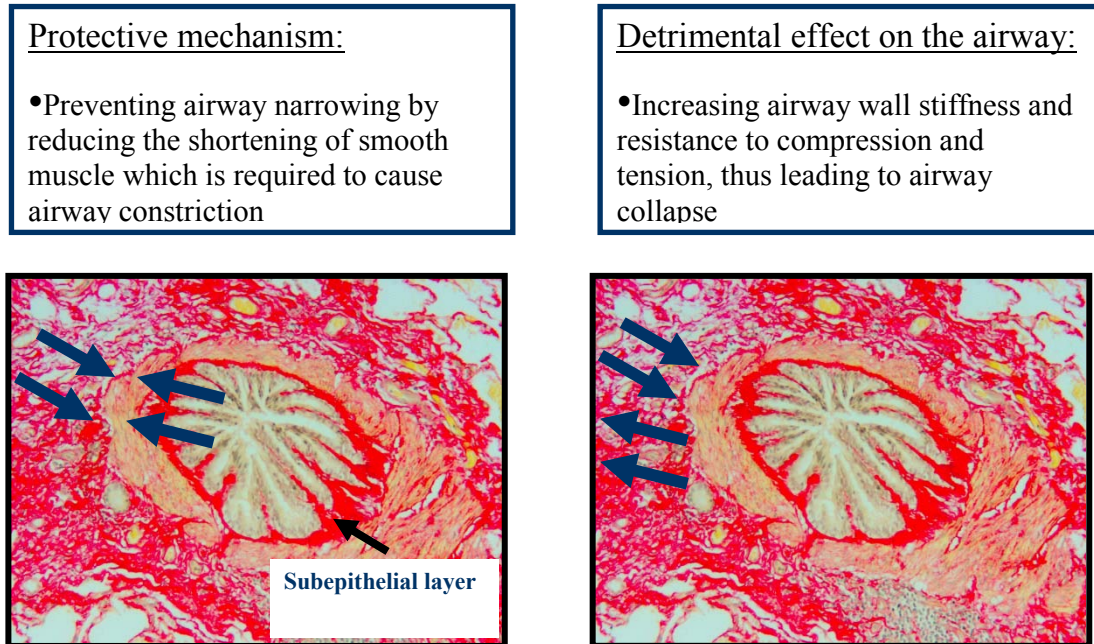 Protective mechanism:
•Preventing airway narrowing by
reducing the shortening of smooth
muscle which is required to cause
airway constriction
Detrimental effect on the airway:
•Increasing airway wall stiffness and
resistance to compression and
tension, thus leading to airway
collapse
Subepithelial layer